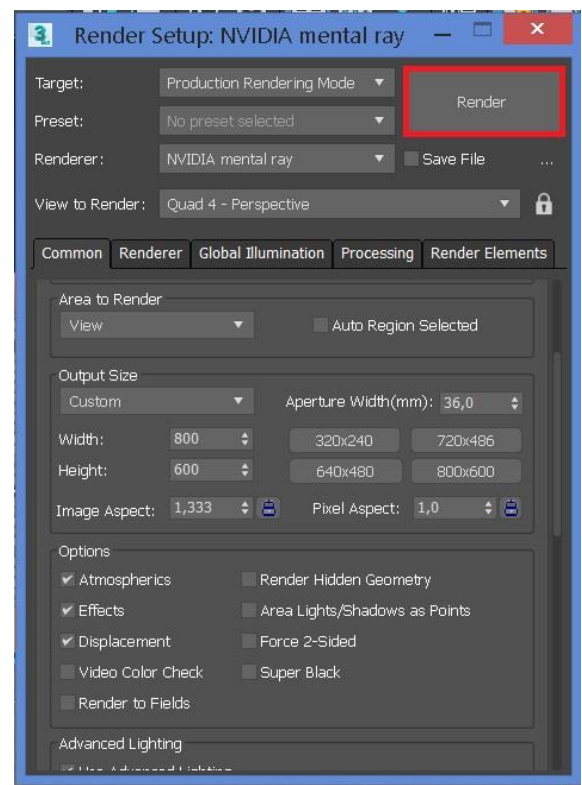 Render Setup: NVIDIA mental ray
Target: Production Rendering Mode
Render
Preset: No preset selected
Renderer: NVIDIA mental ray Save File ...
View to Render: Quad 4 - Perspective
Common Renderer Global Illumination Processing Render Elements
Area to Render
View Auto Region Selected
Output Size
Custom Aperture Width(mm): 36,0
Width: 800 320x240 720x486
Height: 600 640x480 800x600
Image Aspect: 1,333 Pixel Aspect: 1,0
Options
Atmospherics Render Hidden Geometry
Effects Area Lights/Shadows as Points
Displacement Force 2-Sided
Video Color Check Super Black
Render to Fields
Advanced Lighting